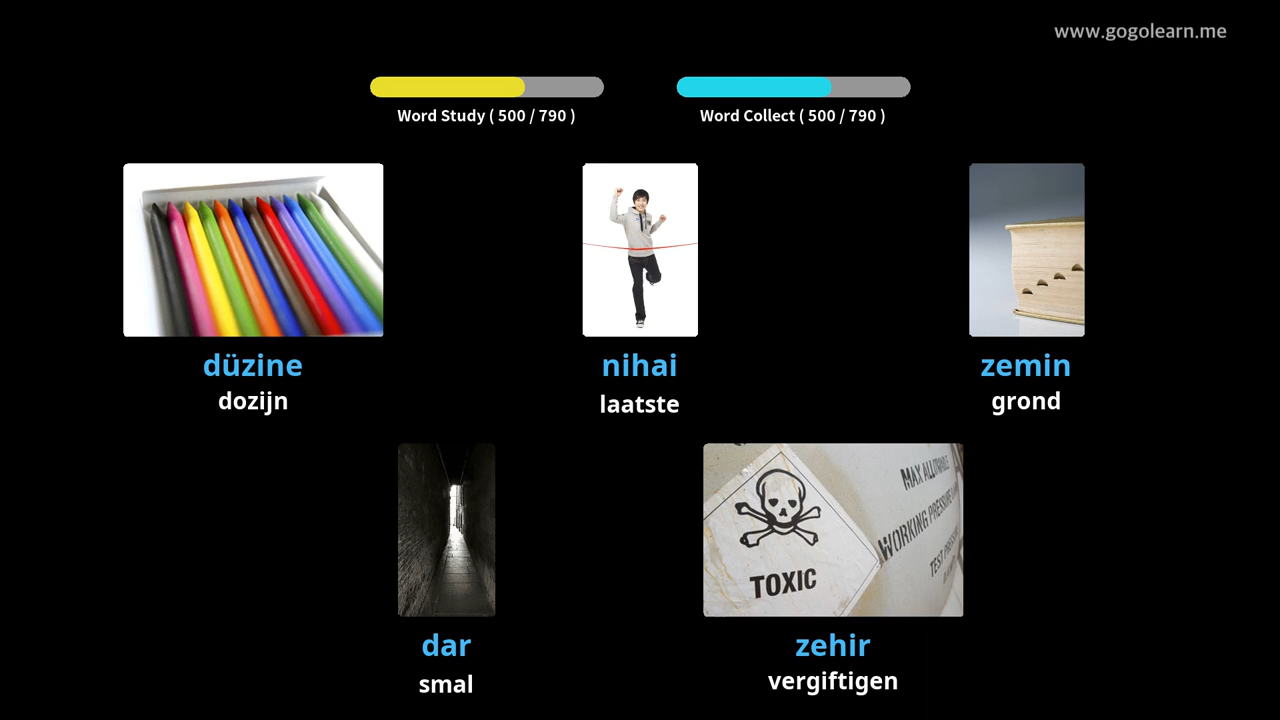 www.gogolearn.me
Word Study ( 500 / 790 )
Word Collect ( 500 / 790 )
düzine
dozijn
nihai
laatste
zemin
grond
TOXIC
MAX ALLOWABLE
WORKING PRESSURE
TEST
dar
smal
zehir
vergiftigen